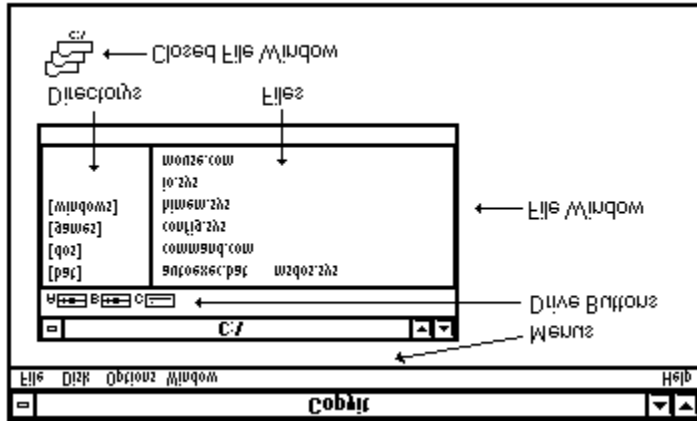 Copyit
File Disk Options Window Help
Menus
C:\
Drive Buttons
A B C
[bat] autoexec.bat msdos.sys
[dos] command.com
[games] config.sys
File Window
[windows] himem.sys
io.sys
mouse.com
Directorys Files
Closed File Window
C:\